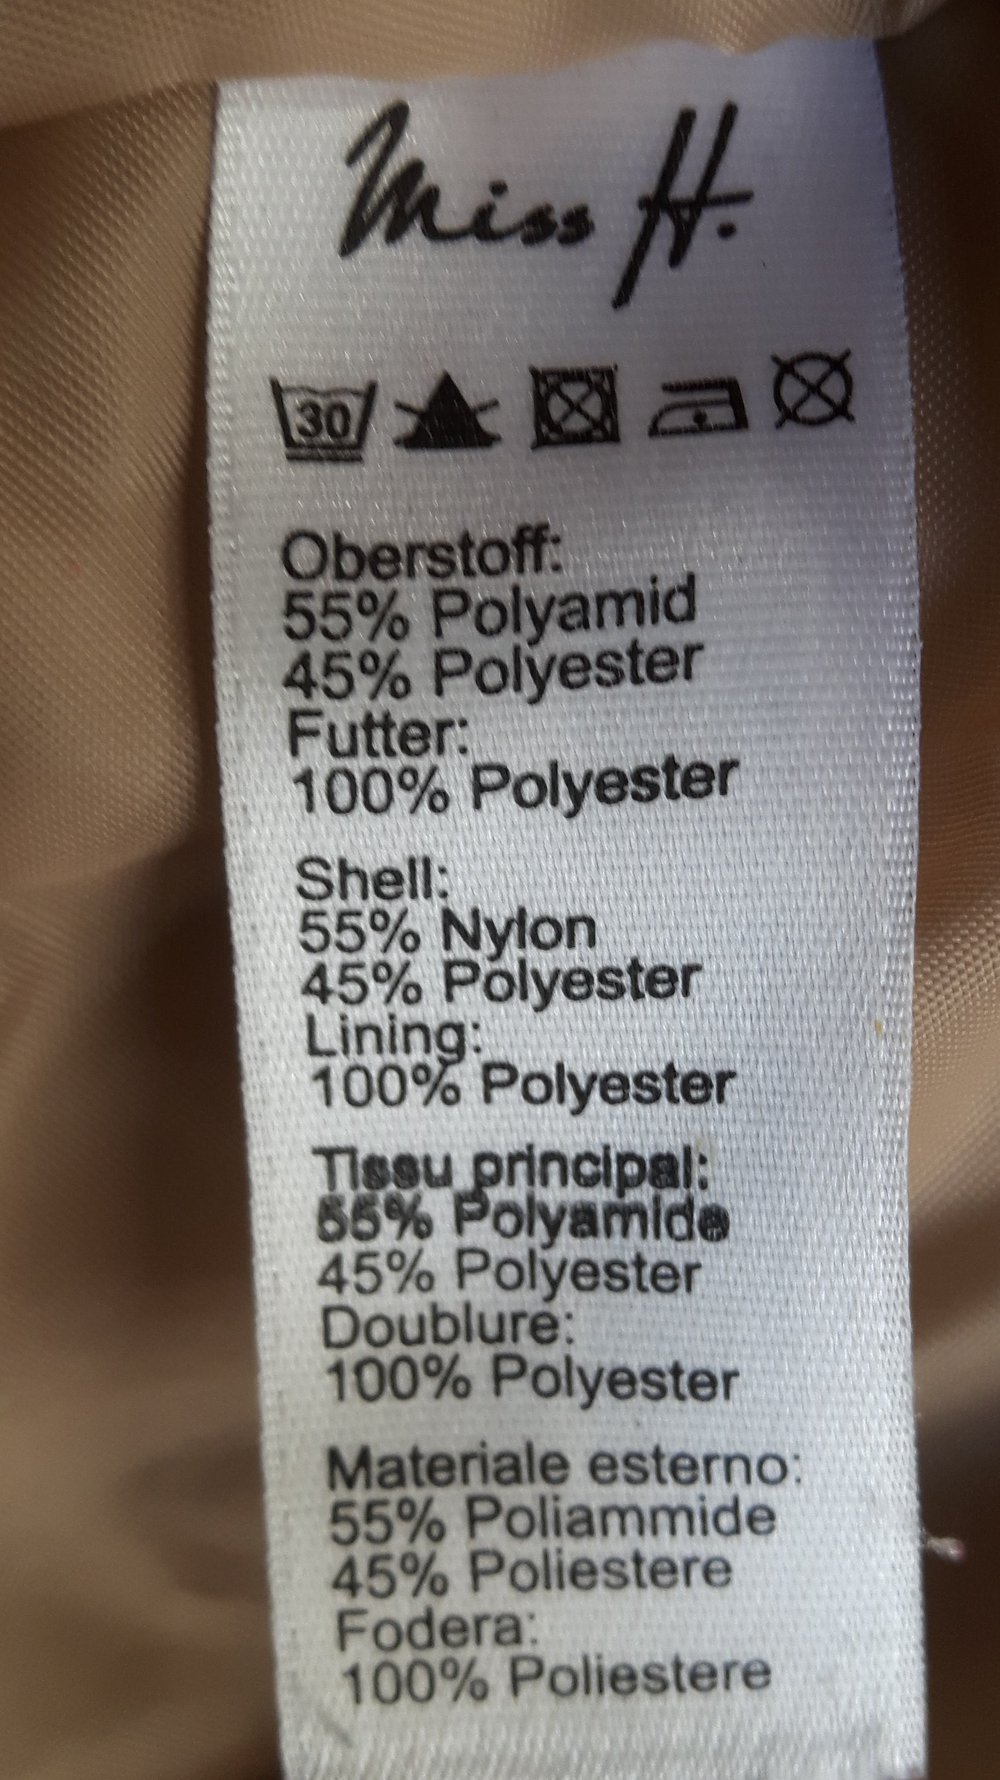 Miss H.
30
Oberstoff:
55% Polyamid
45% Polyester
Futter:
100% Polyester
Shell:
55% Nylon
45% Polyester
Lining:
100% Polyester
Tissu principal:
55% Polyamide
45% Polyester
Doublure:
100% Polyester
Materiale esterno:
55% Poliammide
45% Poliestere
Fodera:
100% Poliestere